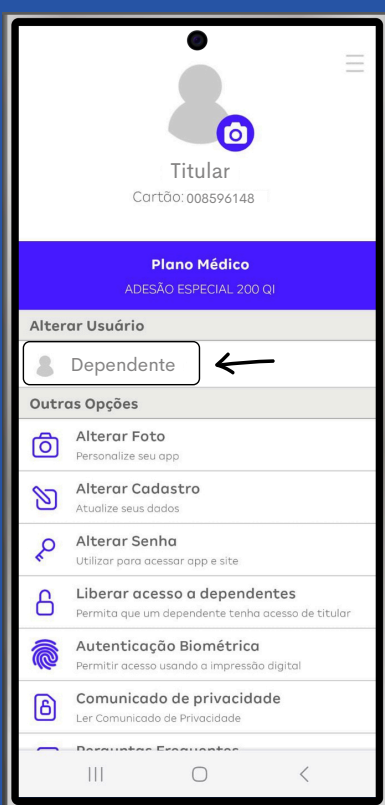 Titular
Cartão: 008596148
Plano Médico
ADESÃO ESPECIAL 200 QI
Alterar Usuário
Dependente
Outras Opções
Alterar Foto
Personalize seu app
Alterar Cadastro
Atualize seus dados
Alterar Senha
Utilizar para acessar app e site
Liberar acesso a dependentes
Permita que um dependente tenha acesso de titular
Autenticação Biométrica
Permitir acesso usando a impressão digital
Comunicado de privacidade
Ler Comunicado de Privacidade
Perguntas Frequentes